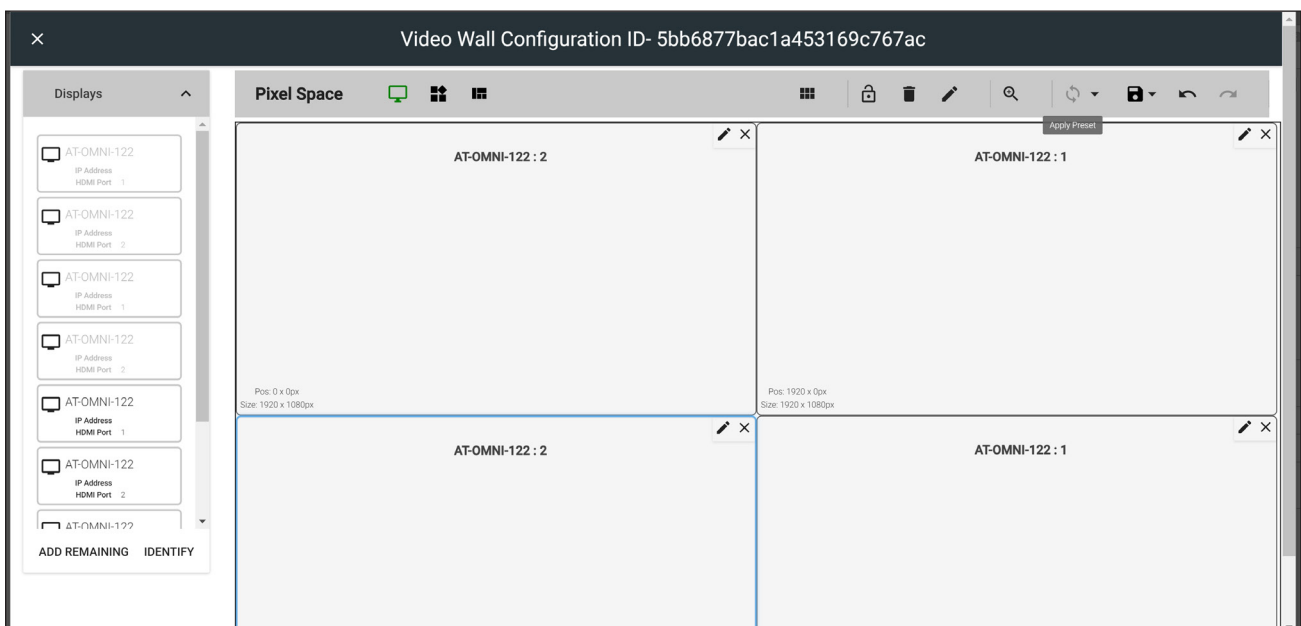 Video Wall Configuration ID- 5bb6877bac1a453169c767ac
Displays
Pixel Space
Apply Preset
AT-OMNI-122
IP Address
HDMI Port 1
AT-OMNI-122
IP Address
HDMI Port 2
AT-OMNI-122
IP Address
HDMI Port 1
AT-OMNI-122
IP Address
HDMI Port 2
AT-OMNI-122
IP Address
HDMI Port 1
AT-OMNI-122
IP Address
HDMI Port 2
AT-OMNI-122
ADD REMAINING IDENTIFY
AT-OMNI-122 : 2
Pos: 0 x 0px
Size: 1920 x 1080px
AT-OMNI-122 : 1
Pos: 1920 x 0px
Size: 1920 x 1080px
AT-OMNI-122 : 2
AT-OMNI-122 : 1